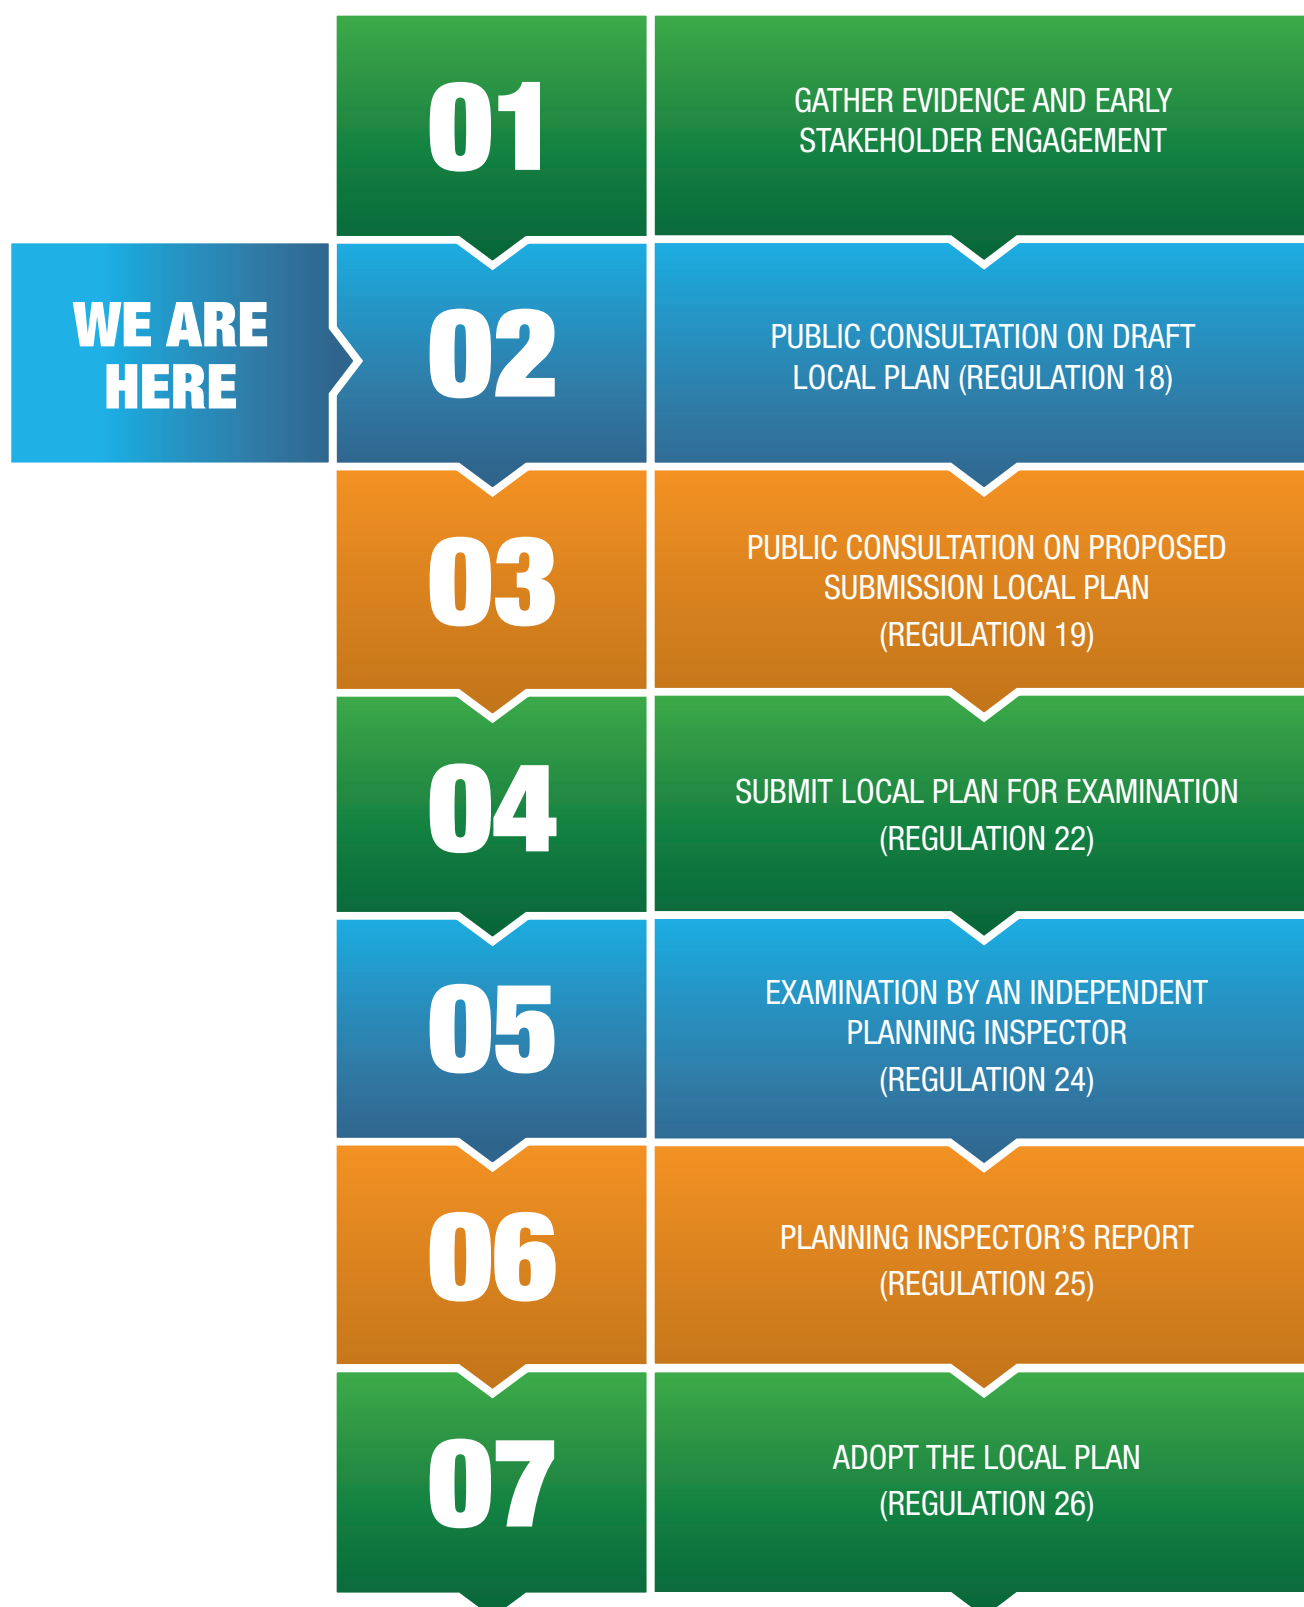 01
GATHER EVIDENCE AND EARLY
STAKEHOLDER ENGAGEMENT
WE ARE
HERE
02
PUBLIC CONSULTATION ON DRAFT
LOCAL PLAN (REGULATION 18)
03
PUBLIC CONSULTATION ON PROPOSED
SUBMISSION LOCAL PLAN
(REGULATION 19)
04
SUBMIT LOCAL PLAN FOR EXAMINATION
(REGULATION 22)
05
EXAMINATION BY AN INDEPENDENT
PLANNING INSPECTOR
(REGULATION 24)
06
PLANNING INSPECTOR’S REPORT
(REGULATION 25)
07
ADOPT THE LOCAL PLAN
(REGULATION 26)